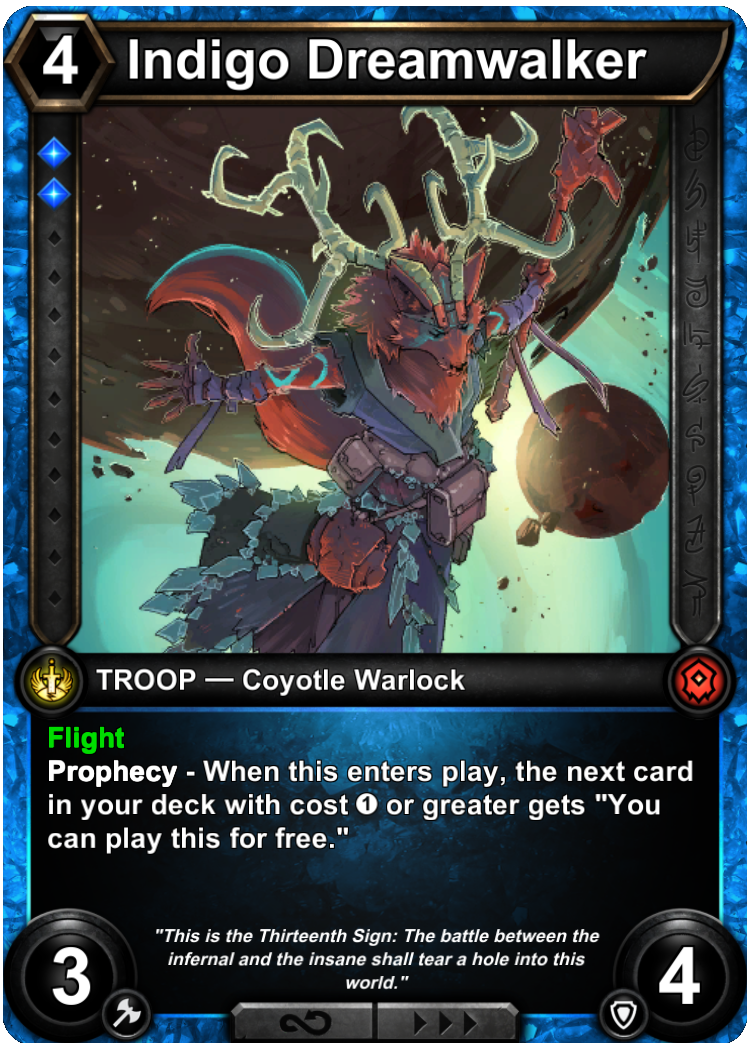 4
Indigo Dreamwalker
TROOP — Coyotle Warlock
Flight
Prophecy - When this enters play, the next card
in your deck with cost 1 or greater gets "You
can play this for free."
"This is the Thirteenth Sign: The battle between the
infernal and the insane shall tear a hole into this
world."
3
4